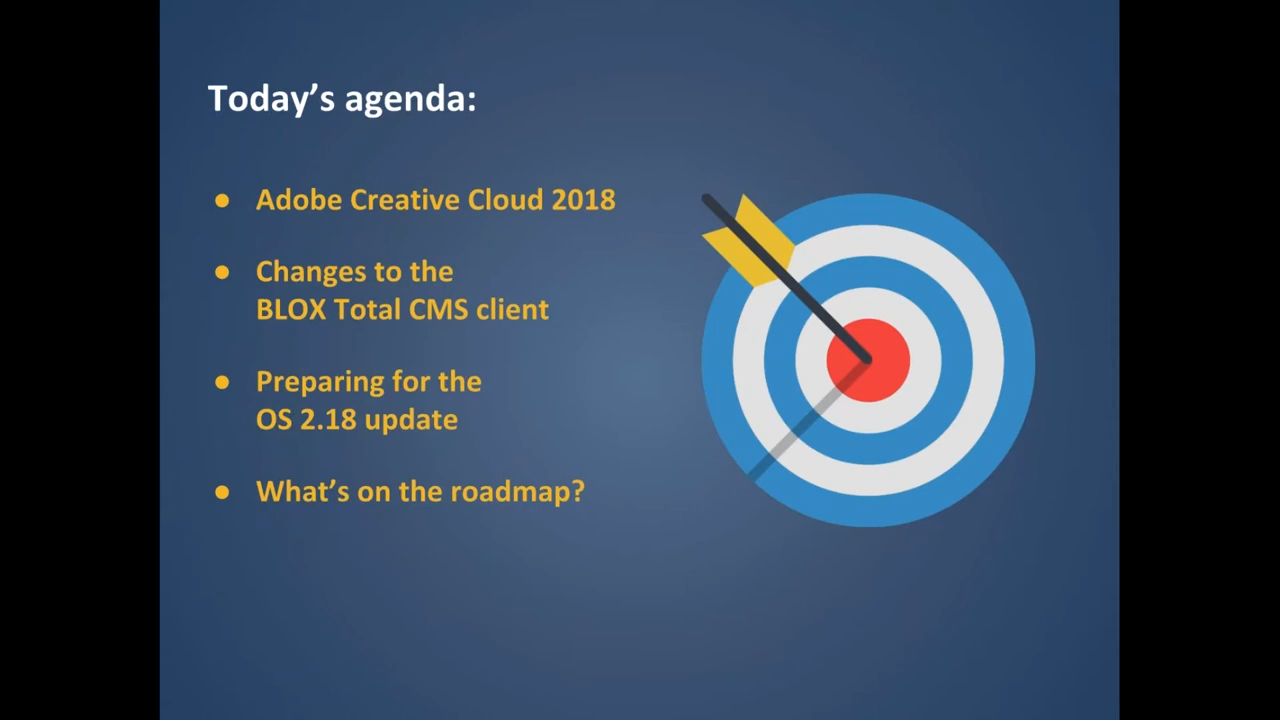 Today’s agenda:
● Adobe Creative Cloud 2018
● Changes to the
BLOX Total CMS client
● Preparing for the
OS 2.18 update
● What’s on the roadmap?